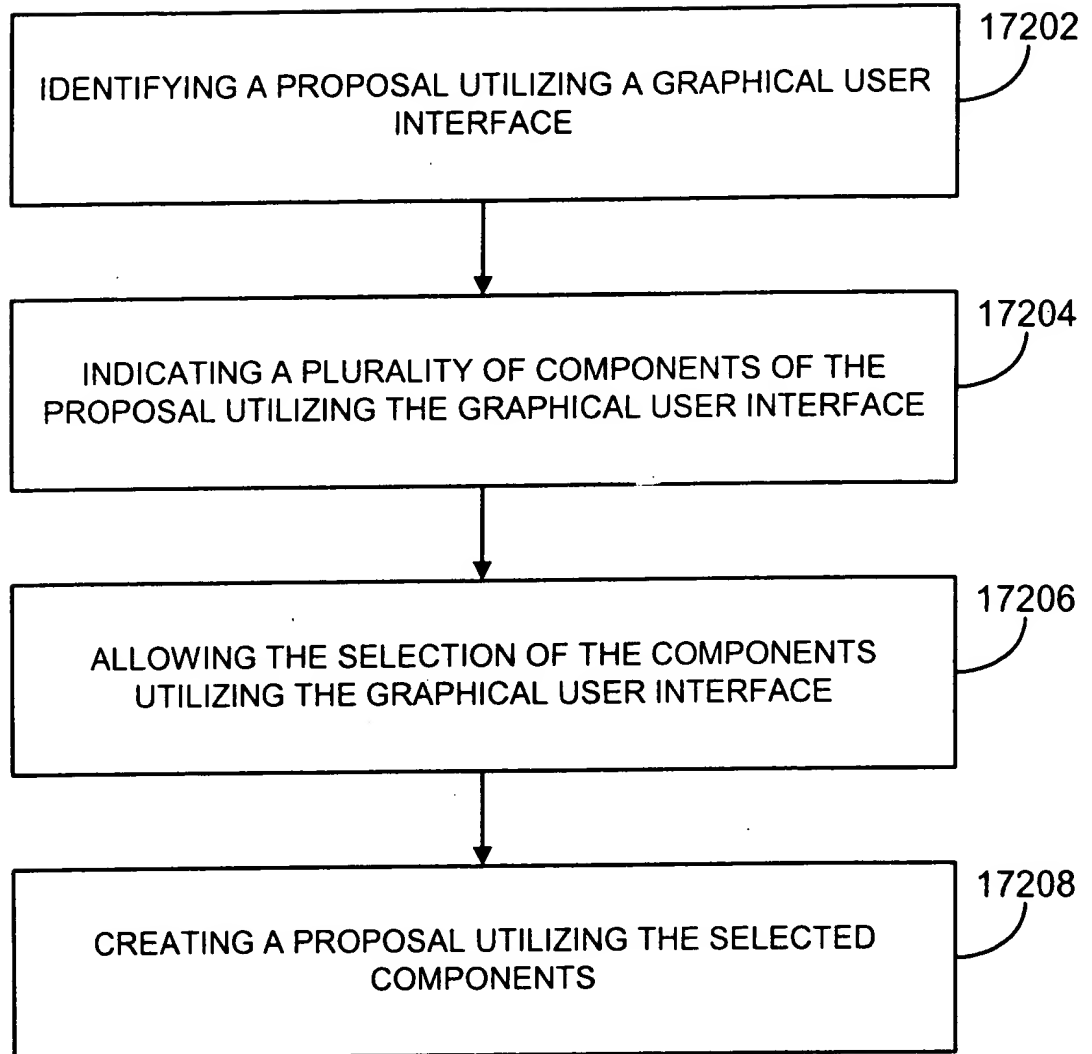 17202
IDENTIFYING A PROPOSAL UTILIZING A GRAPHICAL USER
INTERFACE
17204
INDICATING A PLURALITY OF COMPONENTS OF THE
PROPOSAL UTILIZING THE GRAPHICAL USER INTERFACE
17206
ALLOWING THE SELECTION OF THE COMPONENTS
UTILIZING THE GRAPHICAL USER INTERFACE
17208
CREATING A PROPOSAL UTILIZING THE SELECTED
COMPONENTS